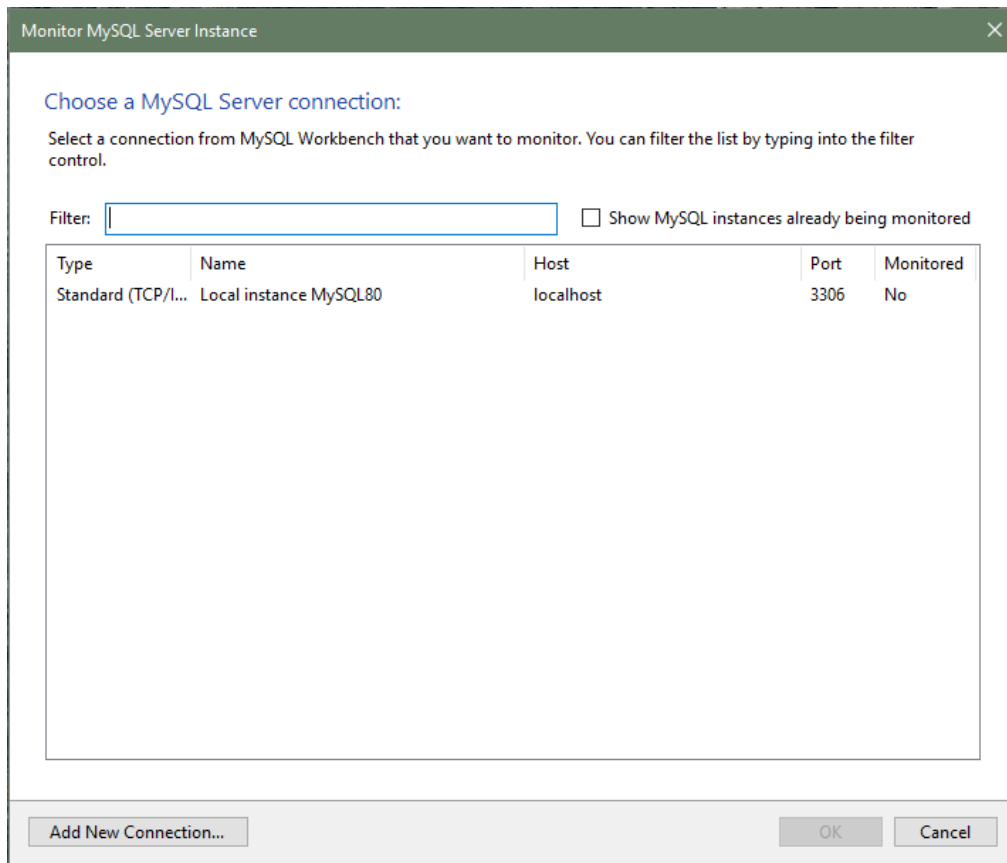 Monitor MySQL Server Instance
Choose a MySQL Server connection:
Select a connection from MySQL Workbench that you want to monitor. You can filter the list by typing into the filter
control.
Filter: Show MySQL instances already being monitored
Type Name Host Port Monitored
Standard (TCP/I... Local instance MySQL80 localhost 3306 No
Add New Connection... OK Cancel